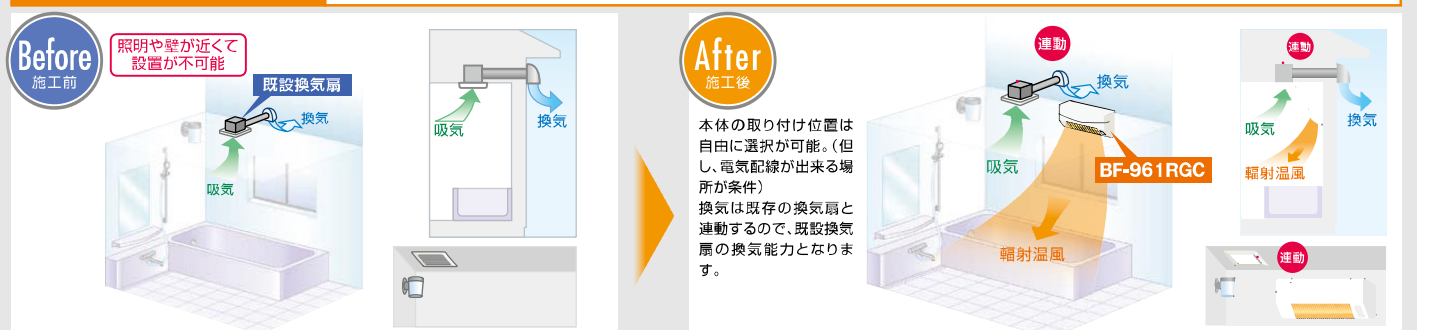 Before
施工前
照明や壁が近くて
設置が不可能
既設換気扇
換気
吸気
吸気
換気
After
施工後
本体の取り付け位置は
自由に選択が可能。(但
し、電気配線が出来る場
所が条件)
換気は既存の換気扇と
連動するので、既設換気
扇の換気能力となりま
す。
連動
換気
吸気
BF-961RGC
輻射温風
連動
吸気
換気
輻射温風
連動